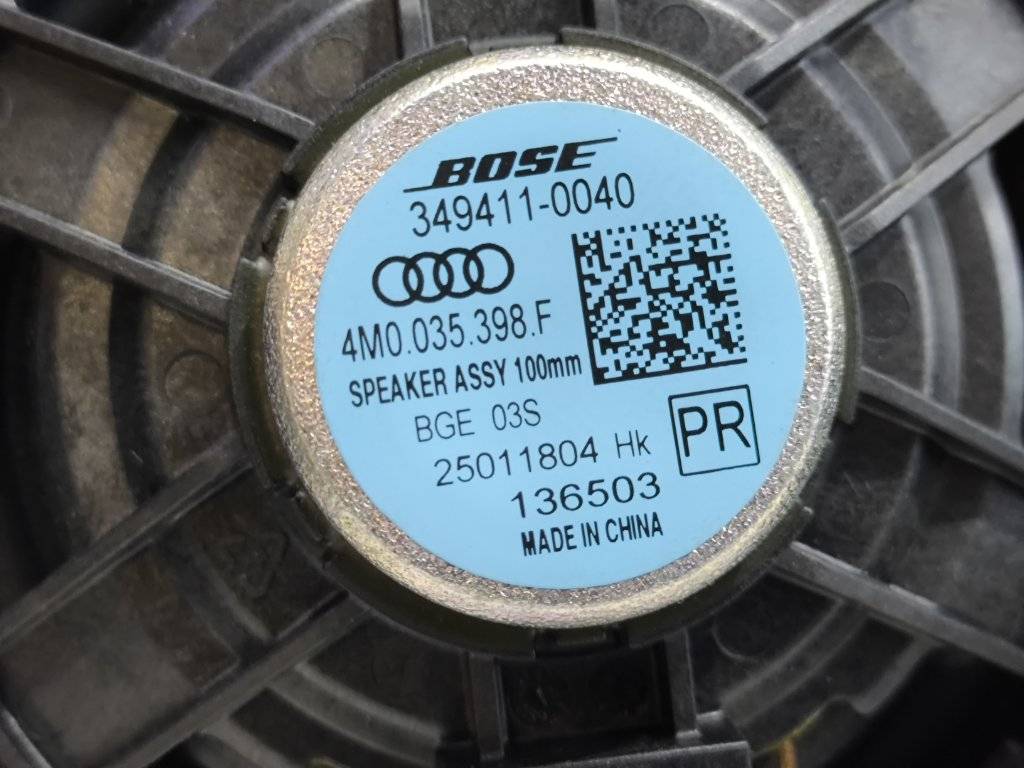 BOSE
349411-0040
4M0.035.398.F
SPEAKER ASSY 100mm
BGE 03S
25011804 Hk
PR
136503
MADE IN CHINA